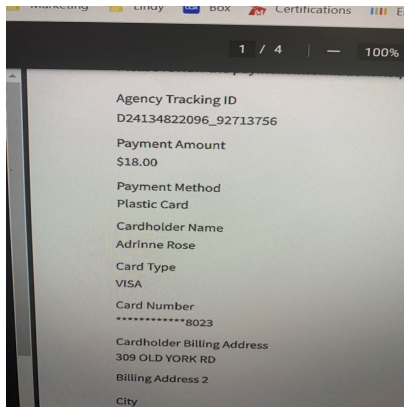 Marketing Lindy Box Certifications
1 / 4 | — 100%
Agency Tracking ID
D24134822096_92713756
Payment Amount
$18.00
Payment Method
Plastic Card
Cardholder Name
Adrinne Rose
Card Type
VISA
Card Number
************8023
Cardholder Billing Address
309 OLD YORK RD
Billing Address 2
City